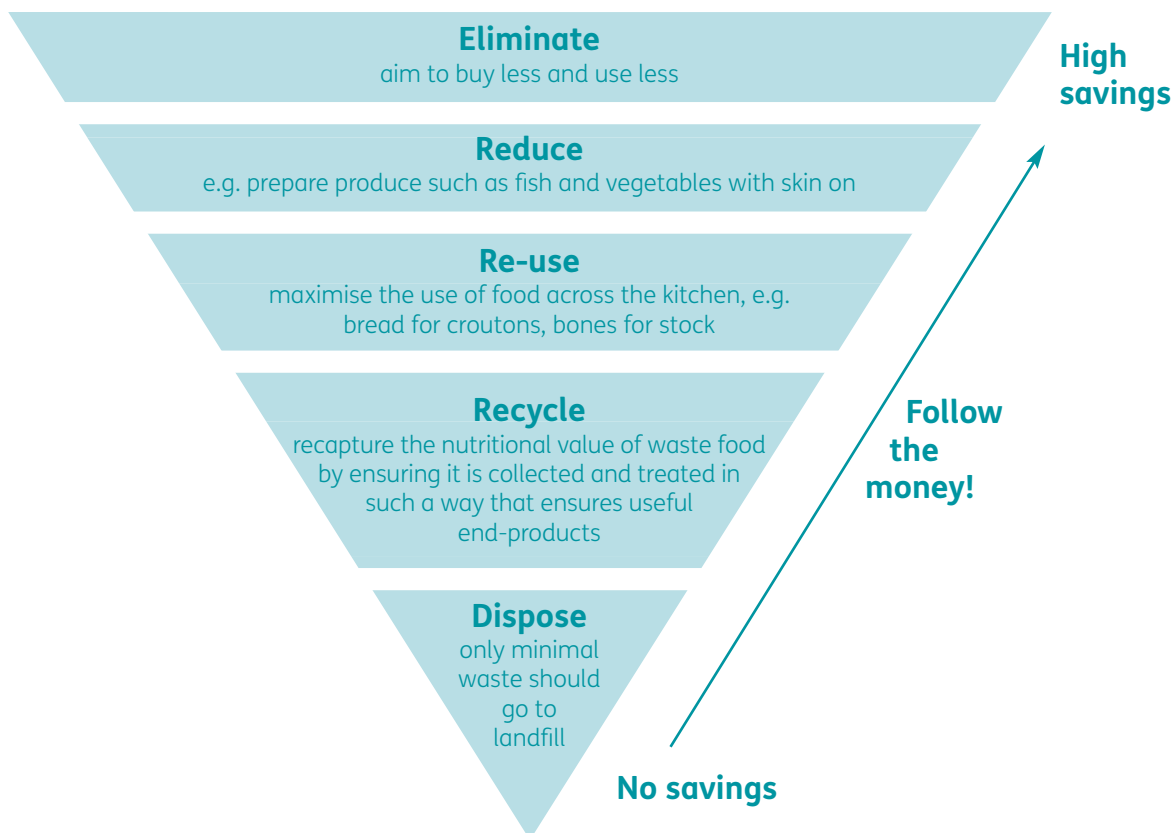 Eliminate
aim to buy less and use less
High
savings
Reduce
e.g. prepare produce such as fish and vegetables with skin on
Re-use
maximise the use of food across the kitchen, e.g.
bread for croutons, bones for stock
Recycle
recapture the nutritional value of waste food
by ensuring it is collected and treated in
such a way that ensures useful
end-products
Follow
the
money!
Dispose
only minimal
waste should
go to
landfill
No savings